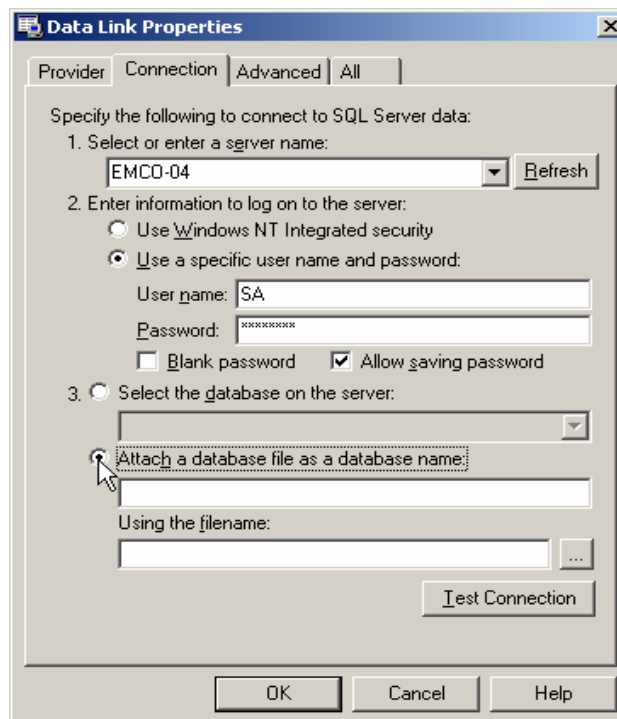 Data Link Properties
Provider Connection Advanced All
Specify the following to connect to SQL Server data:
1. Select or enter a server name:
EMCO-04 Refresh
2. Enter information to log on to the server:
Use Windows NT Integrated security
Use a specific user name and password:
User name: SA
Password: ********
Blank password Allow saving password
3. Select the database on the server:
Attach a database file as a database name:
Using the filename:
...
Test Connection
OK Cancel Help